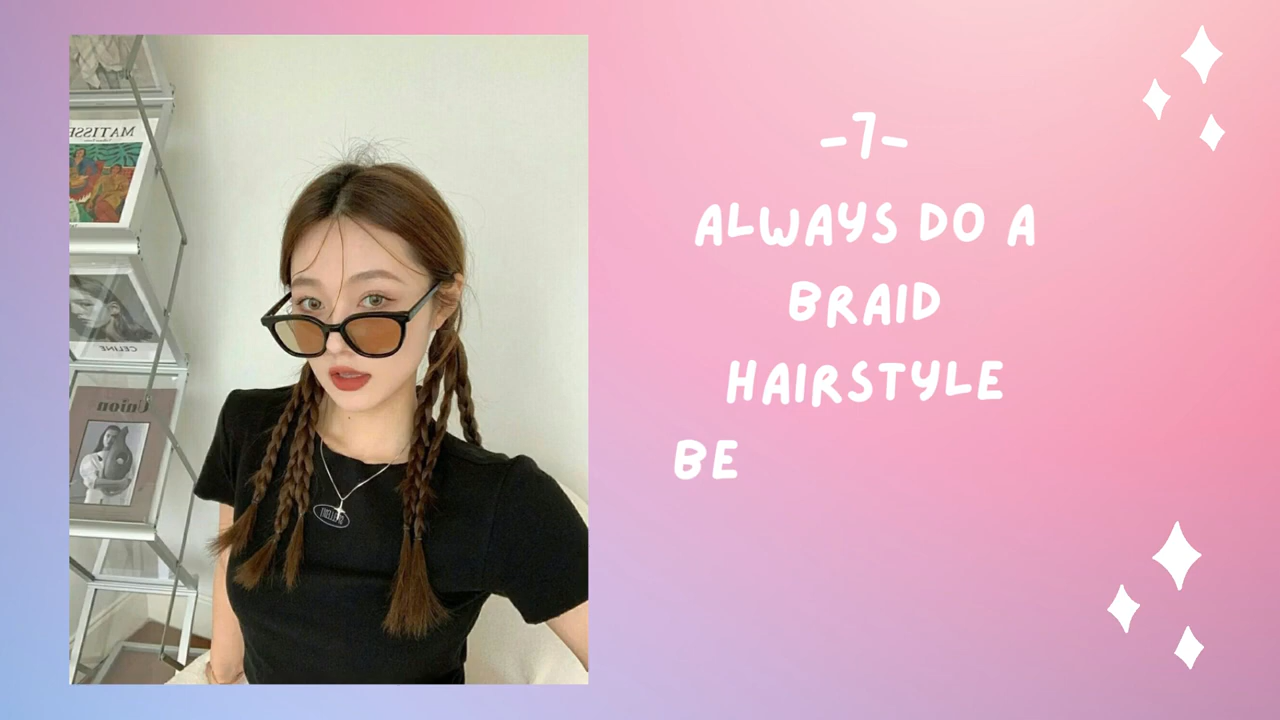 MATISSE
CELINE
Union
-7-
ALWAYS DO A
BRAID
HAIRSTYLE
BE